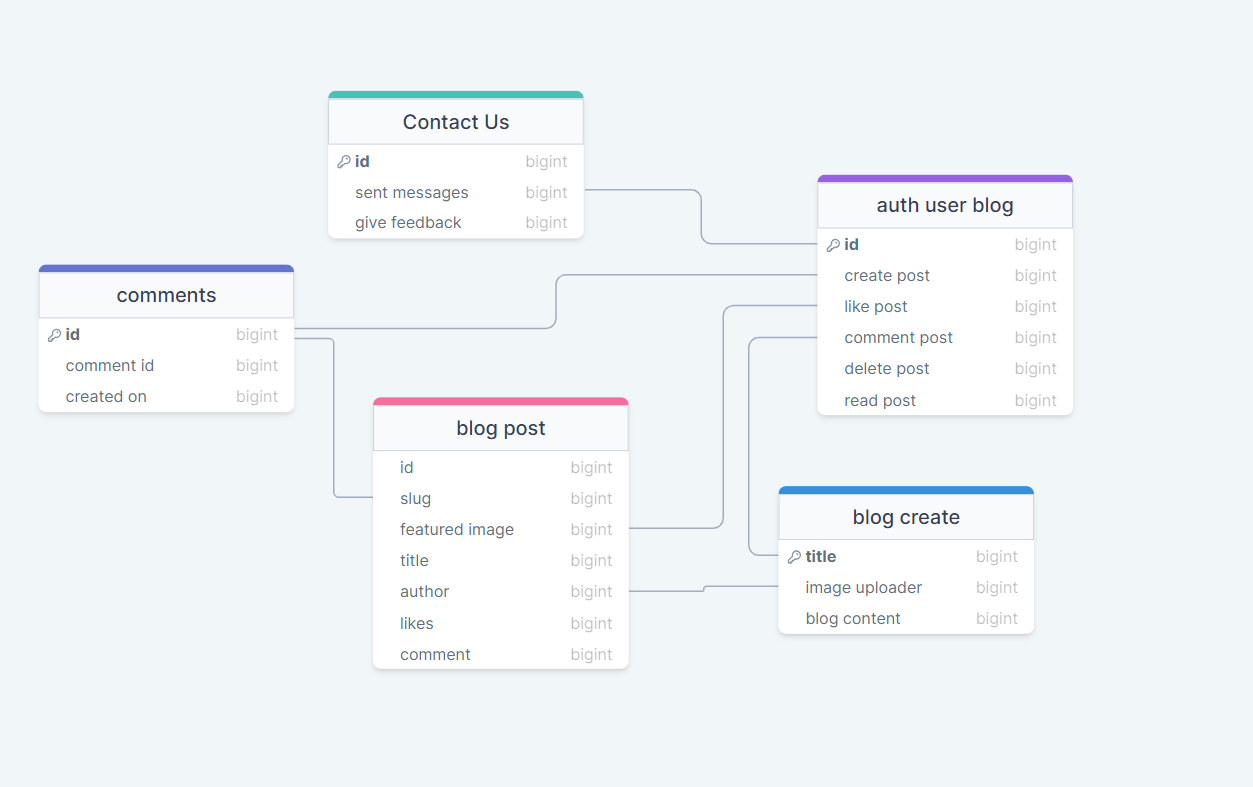 Contact Us
id bigint
sent messages bigint
give feedback bigint
auth user blog
id bigint
create post bigint
like post bigint
comment post bigint
delete post bigint
read post bigint
comments
id bigint
comment id bigint
created on bigint
blog post
id bigint
slug bigint
featured image bigint
title bigint
author bigint
likes bigint
comment bigint
blog create
title bigint
image uploader bigint
blog content bigint